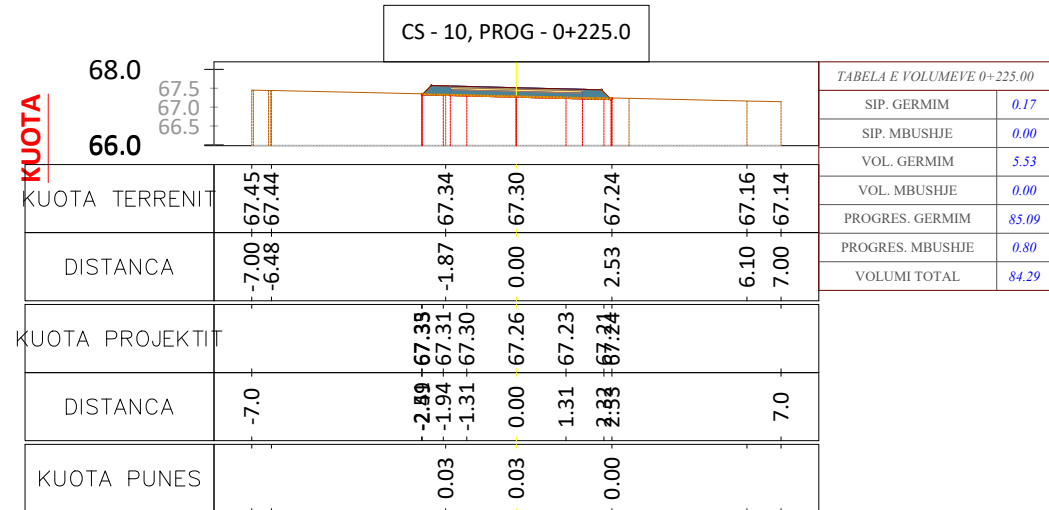 CS - 10, PROG - 0+225.0
KUOTA
68.0
67.5
67.0
66.5
66.0
TABELA E VOLUMEVE 0+225.00
SIP. GERMIM 0.17
SIP. MBUSHJE 0.00
VOL. GERMIM 5.53
VOL. MBUSHJE 0.00
PROGRES. GERMIM 85.09
PROGRES. MBUSHJE 0.80
VOLUMI TOTAL 84.29
KUOTA TERRENIT 67.45 67.44 67.34 67.30 67.24 67.16 67.14
DISTANCA -7.00 -6.48 -1.87 0.00 2.53 6.10 7.00
KUOTA PROJEKTIT 67.31 67.30 67.26 67.23 67.24
DISTANCA -7.0 -1.94 -1.31 0.00 1.31 2.53 7.0
KUOTA PUNES 0.03 0.03 0.00